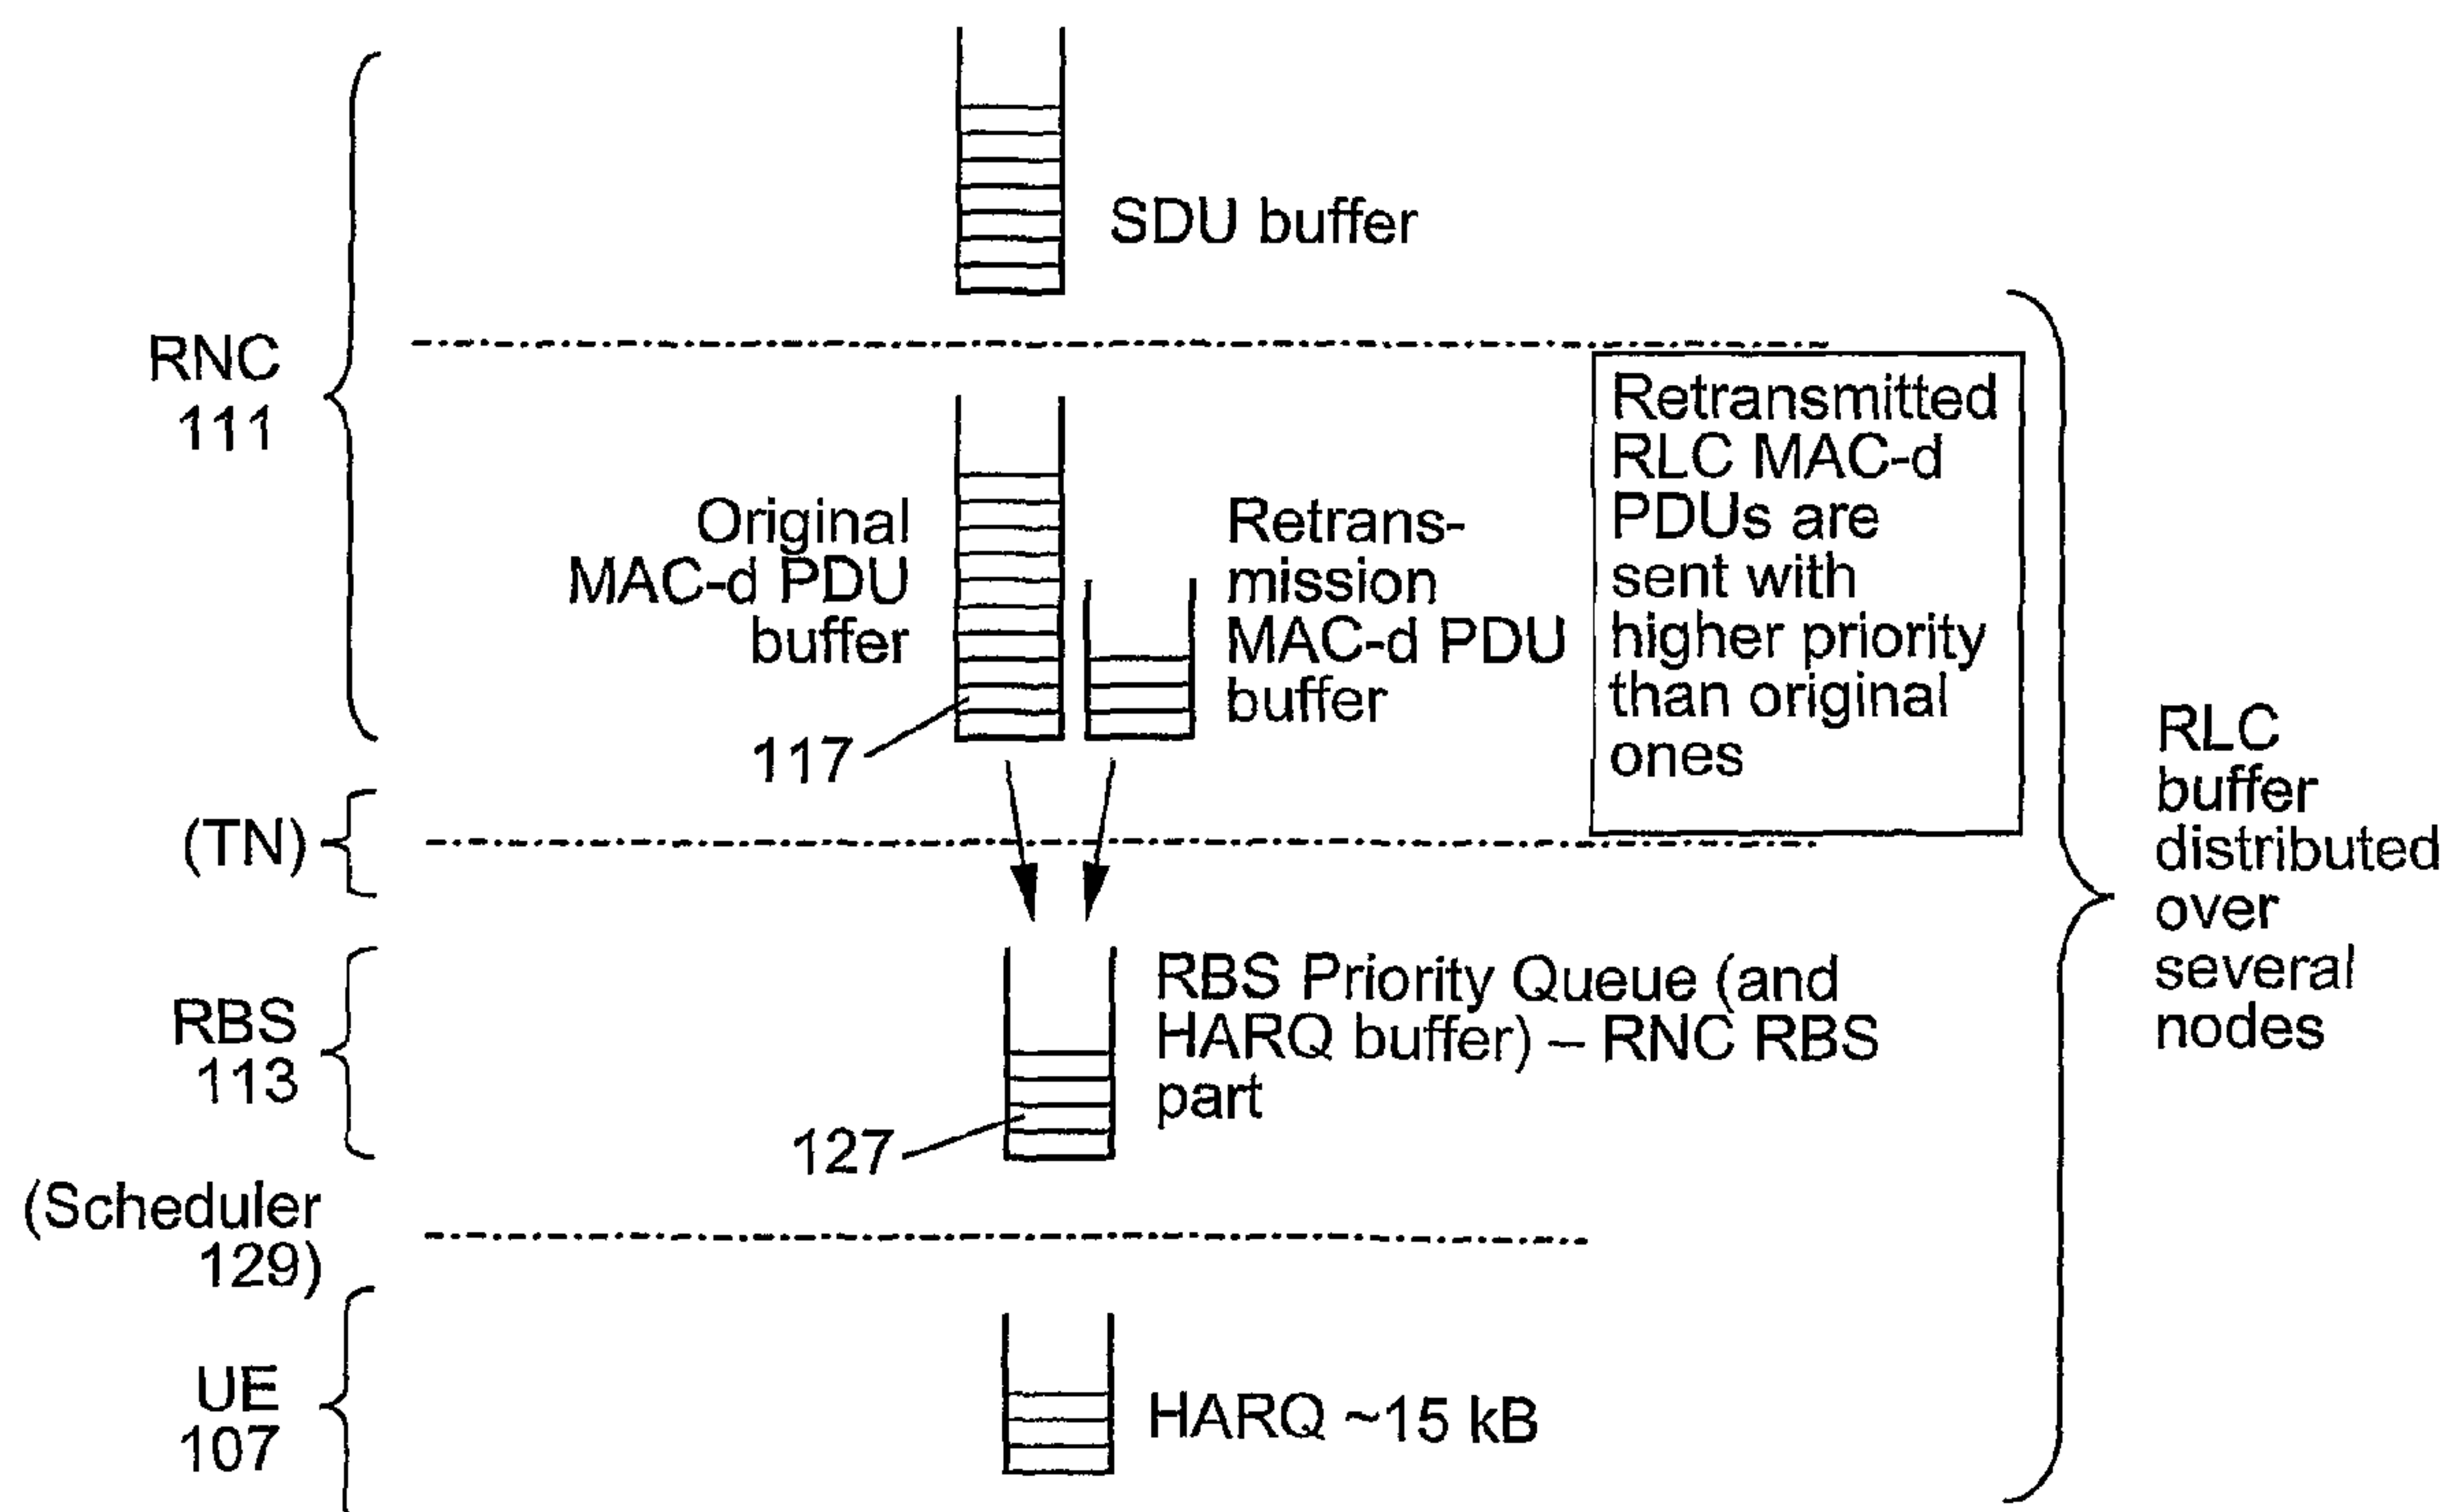 SDU buffer
RNC
111
Original
MAC-d PDU
buffer
117
Retrans-
mission
MAC-d PDU
buffer
Retransmitted
RLC MAC-d
PDUs are
sent with
higher priority
than original
ones
RLC
buffer
distributed
over
several
nodes
(TN)
RBS
113
RBS Priority Queue (and
HARQ buffer) – RNC RBS
part
127
(Scheduler
129)
UE
107
HARQ ~15 kB